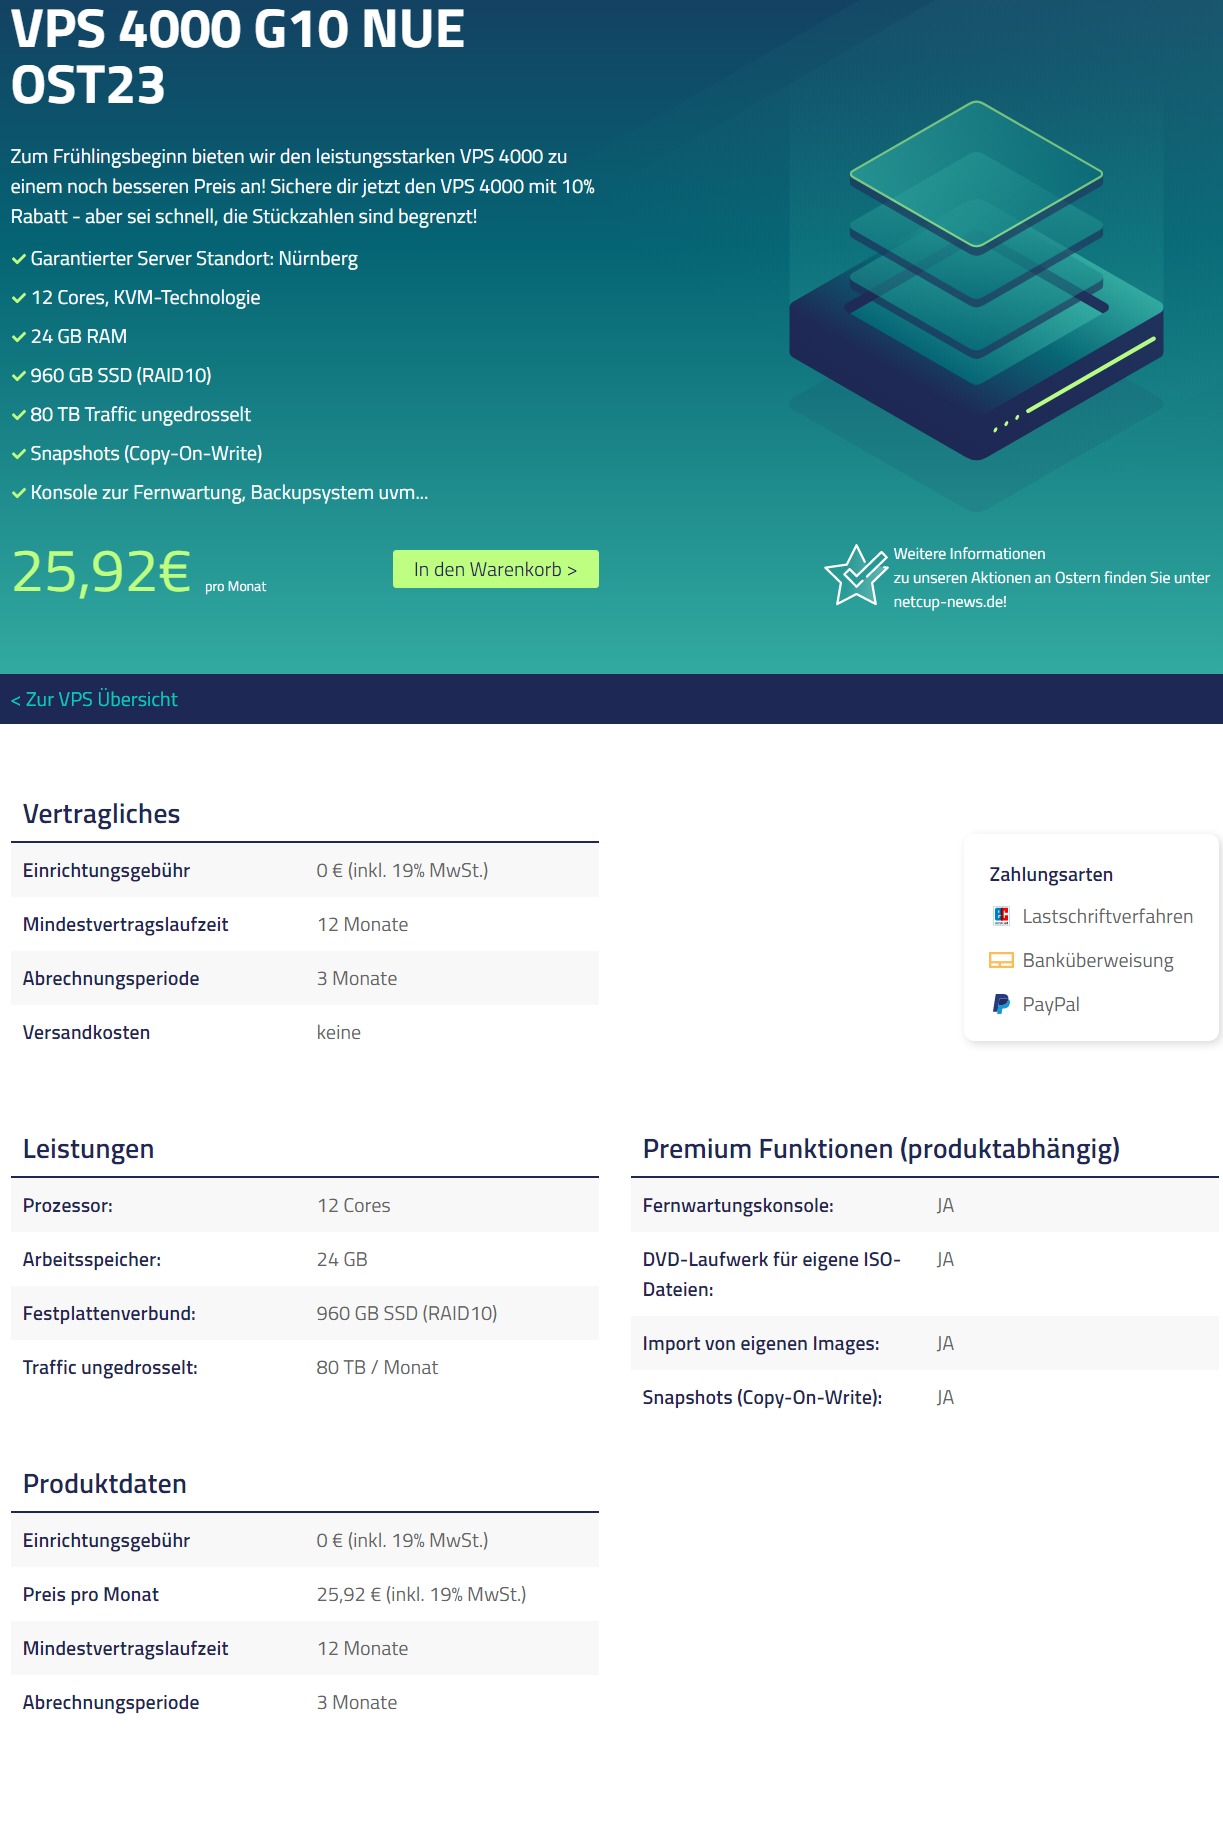 VPS 4000 G10 NUE
OST23
Zum Frühlingsbeginn bieten wir den leistungsstarken VPS 4000 zu
einem noch besseren Preis an! Sichere dir jetzt den VPS 4000 mit 10%
Rabatt - aber sei schnell, die Stückzahlen sind begrenzt!
Garantierter Server Standort: Nürnberg
12 Cores, KVM-Technologie
24 GB RAM
960 GB SSD (RAID10)
80 TB Traffic ungedrosselt
Snapshots (Copy-On-Write)
Konsole zur Fernwartung, Backupsystem uvm...
25,92€ pro Monat
In den Warenkorb >
Weitere Informationen
zu unseren Aktionen an Ostern finden Sie unter
netcup-news.de!
< Zur VPS Übersicht
Vertragliches
Einrichtungsgebühr 0 € (inkl. 19% MwSt.)
Mindestvertragslaufzeit 12 Monate
Abrechnungsperiode 3 Monate
Versandkosten keine
Zahlungsarten
Lastschriftverfahren
Banküberweisung
PayPal
Leistungen
Prozessor: 12 Cores
Arbeitsspeicher: 24 GB
Festplattenverbund: 960 GB SSD (RAID10)
Traffic ungedrosselt: 80 TB / Monat
Premium Funktionen (produktabhängig)
Fernwartungskonsole: JA
DVD-Laufwerk für eigene ISO- JA
Dateien:
Import von eigenen Images: JA
Snapshots (Copy-On-Write): JA
Produktdaten
Einrichtungsgebühr 0 € (inkl. 19% MwSt.)
Preis pro Monat 25,92 € (inkl. 19% MwSt.)
Mindestvertragslaufzeit 12 Monate
Abrechnungsperiode 3 Monate